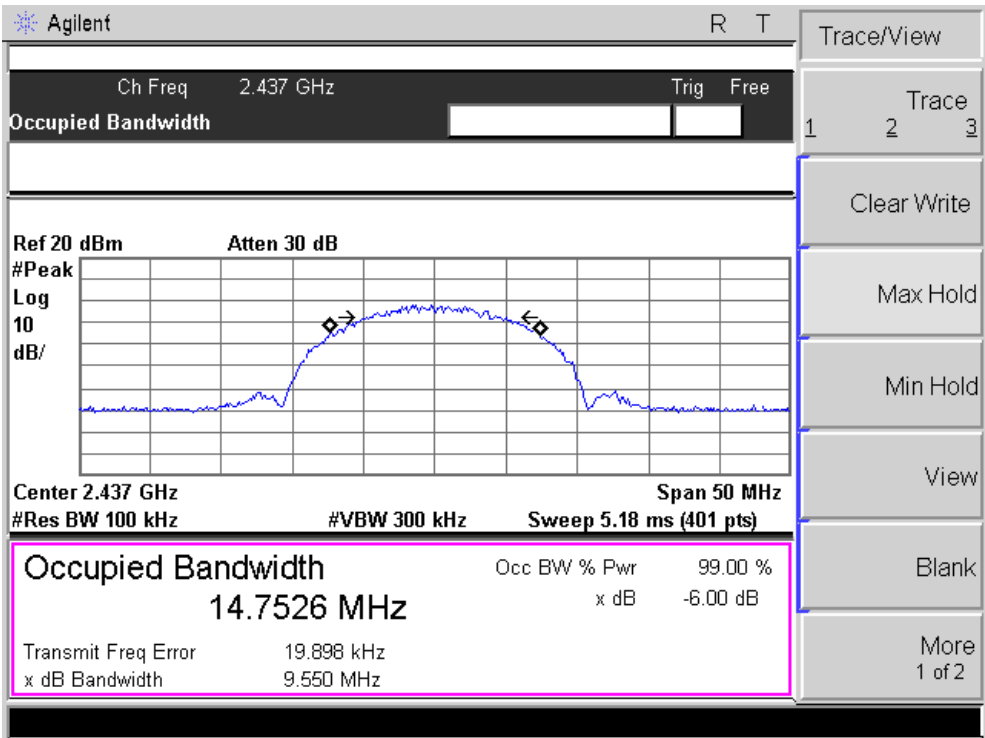 Agilent R T
Ch Freq 2.437 GHz Trig Free
Occupied Bandwidth
Ref 20 dBm Atten 30 dB
#Peak
Log
10
dB/
Center 2.437 GHz Span 50 MHz
#Res BW 100 kHz #VBW 300 kHz Sweep 5.18 ms (401 pts)
Occupied Bandwidth Occ BW % Pwr 99.00 %
14.7526 MHz x dB -6.00 dB
Transmit Freq Error 19.898 kHz
x dB Bandwidth 9.550 MHz
Trace/View
Trace
1 2 3
Clear Write
Max Hold
Min Hold
View
Blank
More
1 of 2